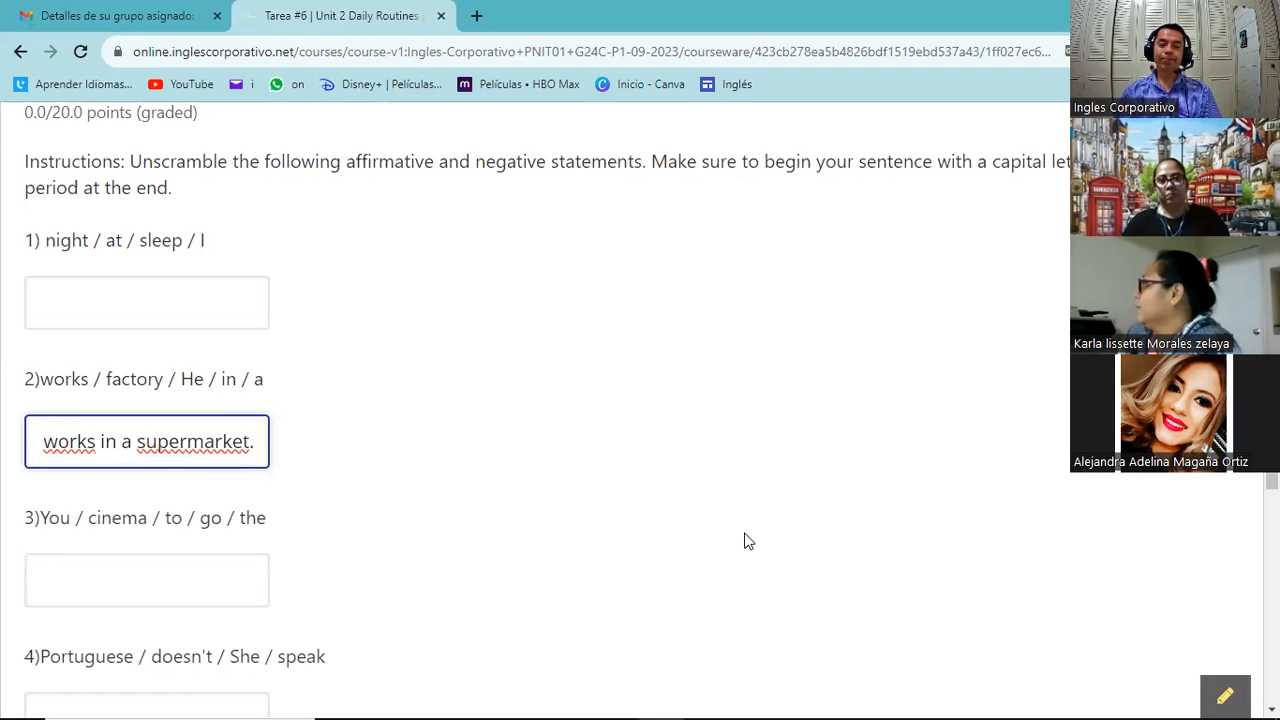 Detalles de su grupo asignado:
Tarea #6 | Unit 2 Daily Routines
online.inglescorporativo.net/courses/course-v1:Ingles-Corporativo+PNIT01+G24C-P1-09-2023/courseware/
Aprender Idiomas...
YouTube
i
on
Disney+ | Películas...
Películas • HBO Max
Inicio - Canva
Inglés
0.0/20.0 points (graded)
Instructions: Unscramble the following affirmative and negative statements. Make sure to begin your sentence with a capital let
period at the end.
1) night / at / sleep / I
2)works / factory / He / in / a
works in a supermarket.
3)You / cinema / to / go / the
4)Portuguese / doesn't / She / speak
Ingles Corporativo
Karla lissette Morales zelaya
Alejandra Adelina Magaña Ortiz